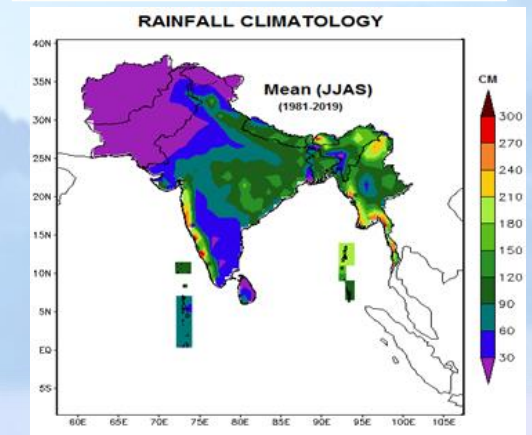 RAINFALL CLIMATOLOGY
Mean (JJAS)
(1981-2019)
CM
300
270
240
210
180
150
120
90
60
30
40N
35N
30N
25N
20N
15N
10N
5N
EQ
5S
60E 65E 70E 75E 80E 85E 90E 95E 100E 105E